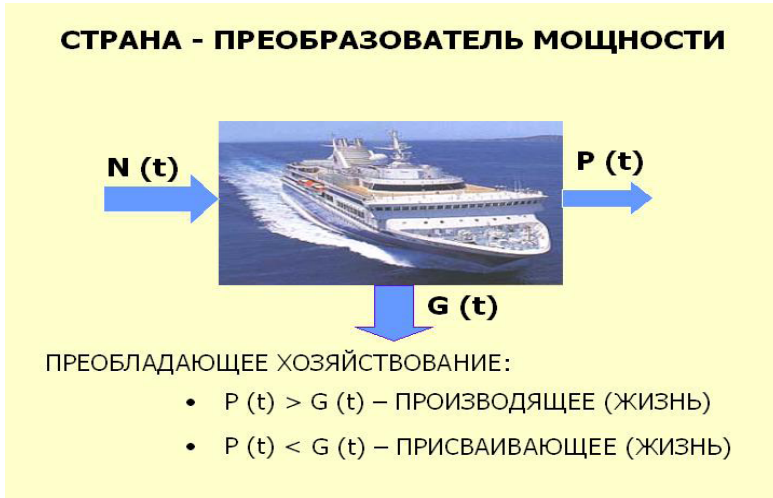 СТРАНА - ПРЕОБРАЗОВАТЕЛЬ МОЩНОСТИ
N (t)
P (t)
G (t)
ПРЕОБЛАДАЮЩЕЕ ХОЗЯЙСТВОВАНИЕ:
• P (t) > G (t) – ПРОИЗВОДЯЩЕЕ (ЖИЗНЬ)
• P (t) < G (t) – ПРИСВАИВАЮЩЕЕ (ЖИЗНЬ)